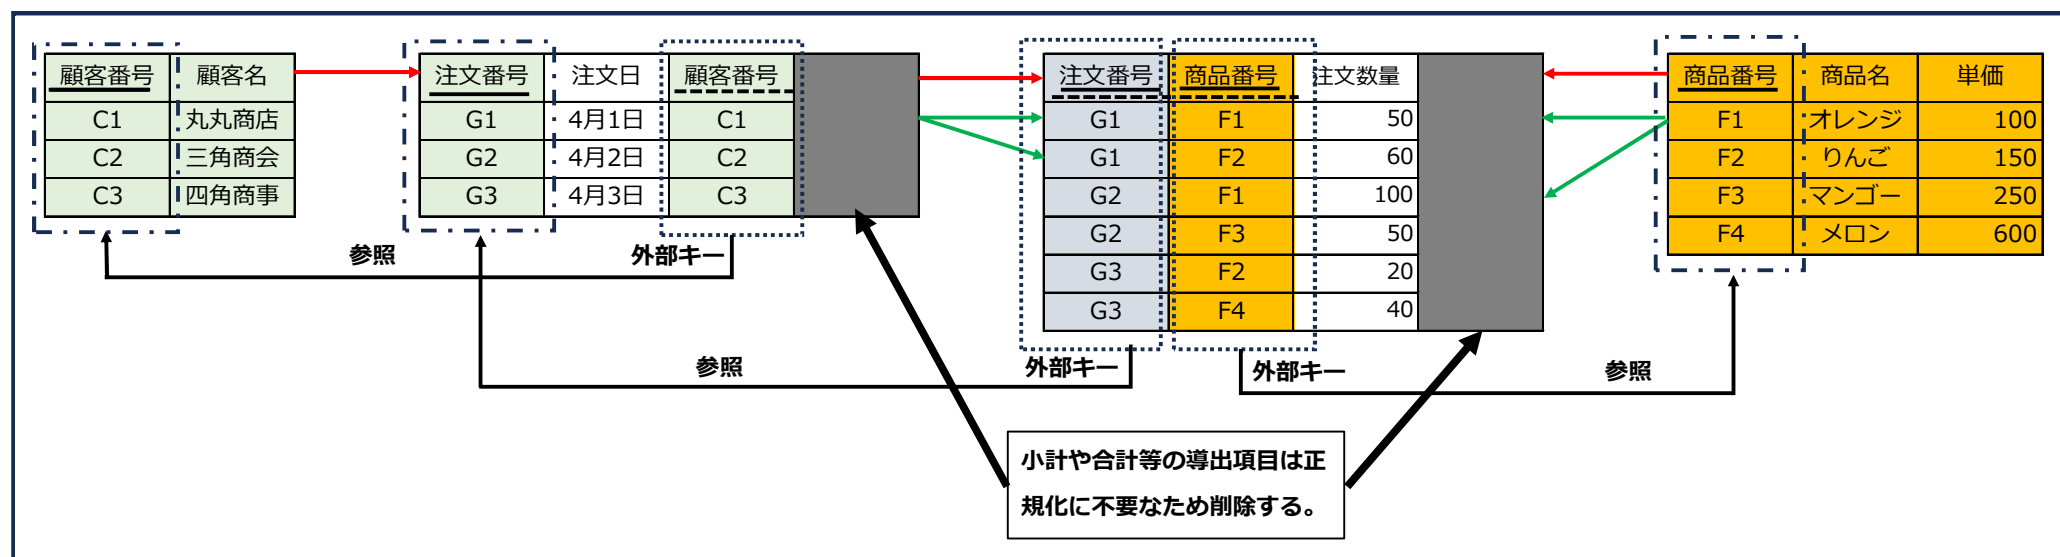 顧客番号 顧客名
C1 丸丸商店
C2 三角商会
C3 四角商事
注文番号 注文日 顧客番号
G1 4月1日 C1
G2 4月2日 C2
G3 4月3日 C3
注文番号 商品番号 注文数量
G1 F1 50
G1 F2 60
G2 F1 100
G2 F3 50
G3 F2 20
G3 F4 40
商品番号 商品名 単価
F1 オレンジ 100
F2 りんご 150
F3 マンゴー 250
F4 メロン 600
参照 外部キー
参照 外部キー 外部キー 参照
小計や合計等の導出項目は正
規化に不要なため削除する。